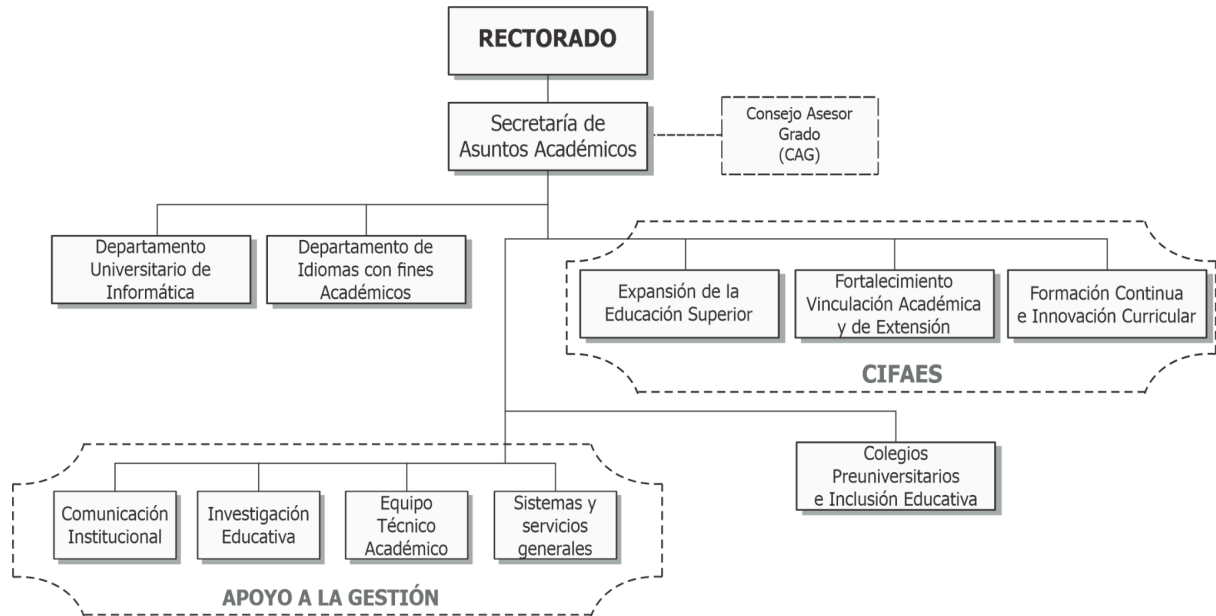 RECTORADO
Secretaría de
Asuntos Académicos
Consejo Asesor
Grado
(CAG)
Departamento
Universitario de
Informática
Departamento de
Idiomas con fines
Académicos
Expansión de la
Educación Superior
Fortalecimiento
Vinculación Académica
y de Extensión
Formación Continua
e Innovación Curricular
CIFAES
Colegios
Preuniversitarios
e Inclusión Educativa
Comunicación
Institucional
Investigación
Educativa
Equipo
Técnico
Académico
Sistemas y
servicios
generales
APOYO A LA GESTIÓN